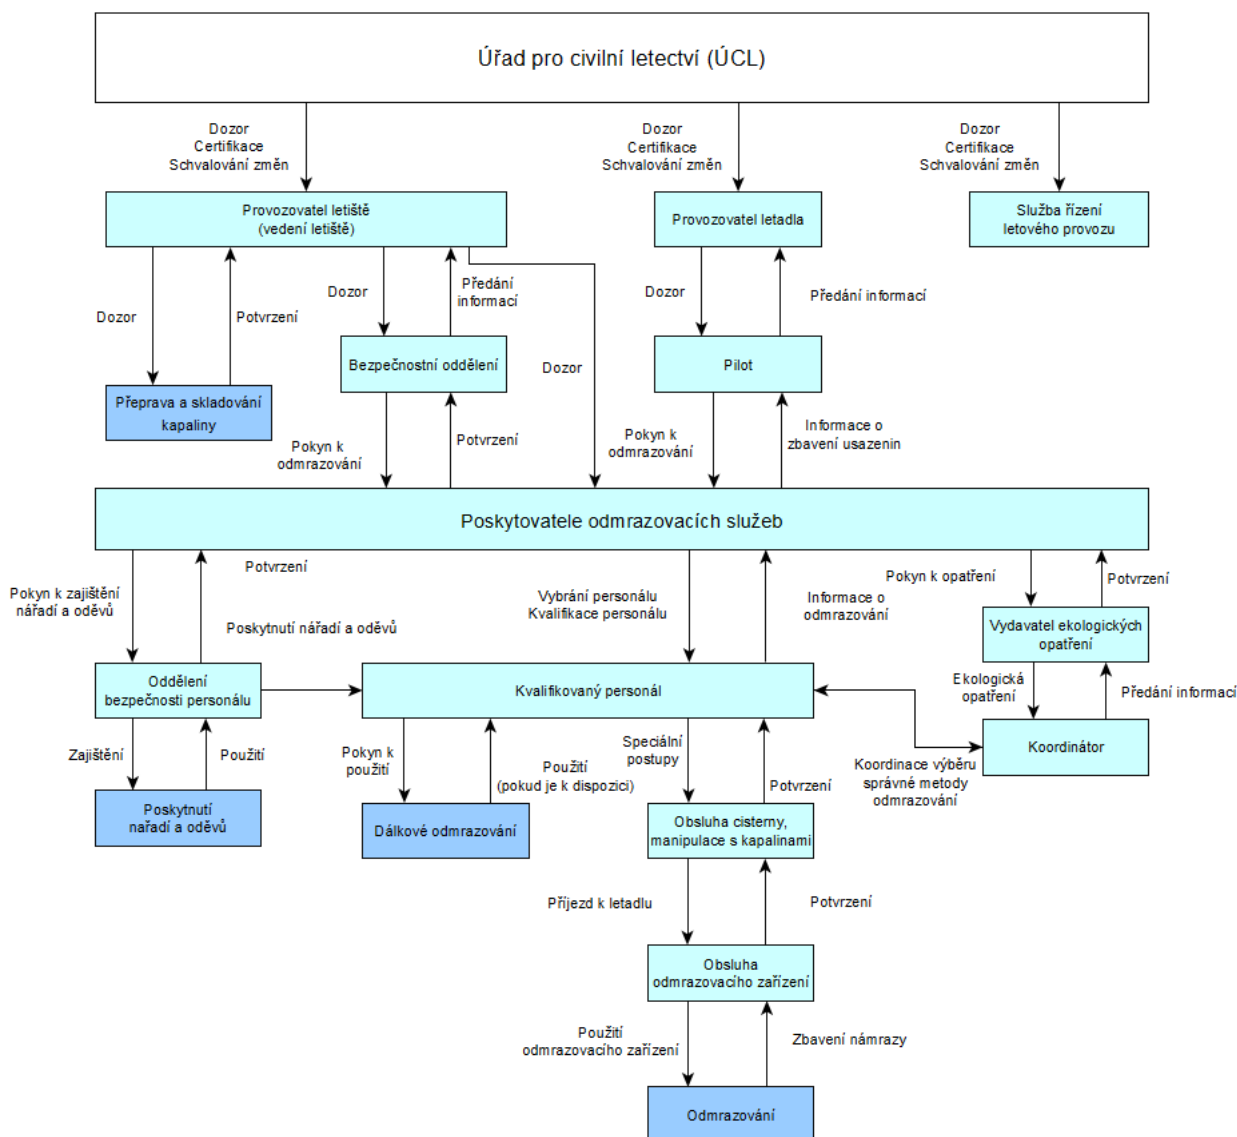 Úřad pro civilní letectví (ÚCL)
Dozor
Certifikace
Schvalování změn
Dozor
Certifikace
Schvalování změn
Dozor
Certifikace
Schvalování změn
Provozovatel letiště
(vedení letiště)
Provozovatel letadla
Služba řízení
letového provozu
Dozor
Potvrzení
Dozor
Předání
informací
Dozor
Dozor
Předání informací
Bezpečnostní oddělení
Pilot
Přeprava a skladování
kapaliny
Pokyn k
odmrazování
Potvrzení
Pokyn k
odmrazování
Informace o
zbavení usazenin
Poskytovatele odmrazovacích služeb
Pokyn k zajištění
nářadí a oděvů
Potvrzení
Poskytnutí nářadí a oděvů
Vybrání personálu
Kvalifikace personálu
Informace o
odmrazování
Pokyn k opatření
Potvrzení
Vydavatel ekologických
opatření
Oddělení
bezpečnosti personálu
Kvalifikovaný personál
Ekologická
opatření
Předání informací
Koordinátor
Zajištění
Použití
Pokyn k
použití
Použití
(pokud je k dispozici)
Speciální
postupy
Potvrzení
Koordinace výběru
správné metody
odmrazování
Poskytnutí
nářadí a oděvů
Dálkové odmrazování
Obsluha cisterny,
manipulace s kapalinami
Příjezd k letadlu
Potvrzení
Obsluha
odmrazovacího zařízení
Použití
odmrazovacího zařízení
Zbavení námrazy
Odmrazování